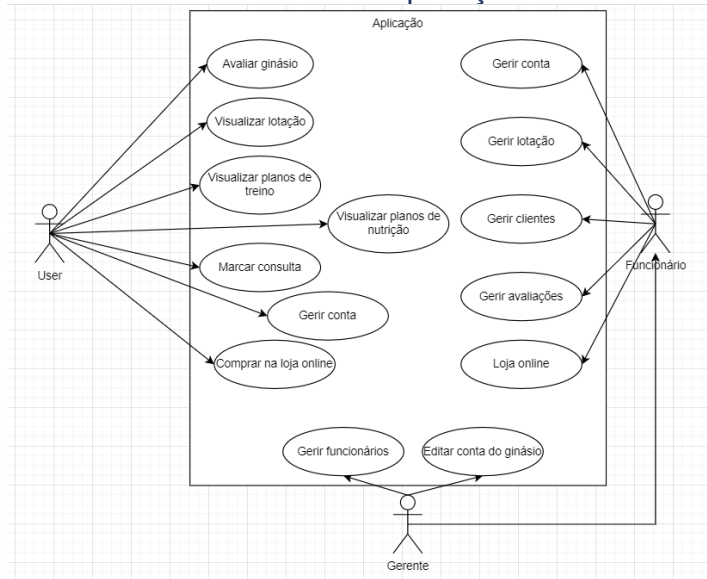 Aplicação
Avaliar ginásio
Gerir conta
Visualizar lotação
Gerir lotação
Visualizar planos de
treino
Visualizar planos de
nutrição
Gerir clientes
User
Funcionário
Marcar consulta
Gerir conta
Gerir avaliações
Comprar na loja online
Loja online
Gerir funcionários
Editar conta do ginásio
Gerente